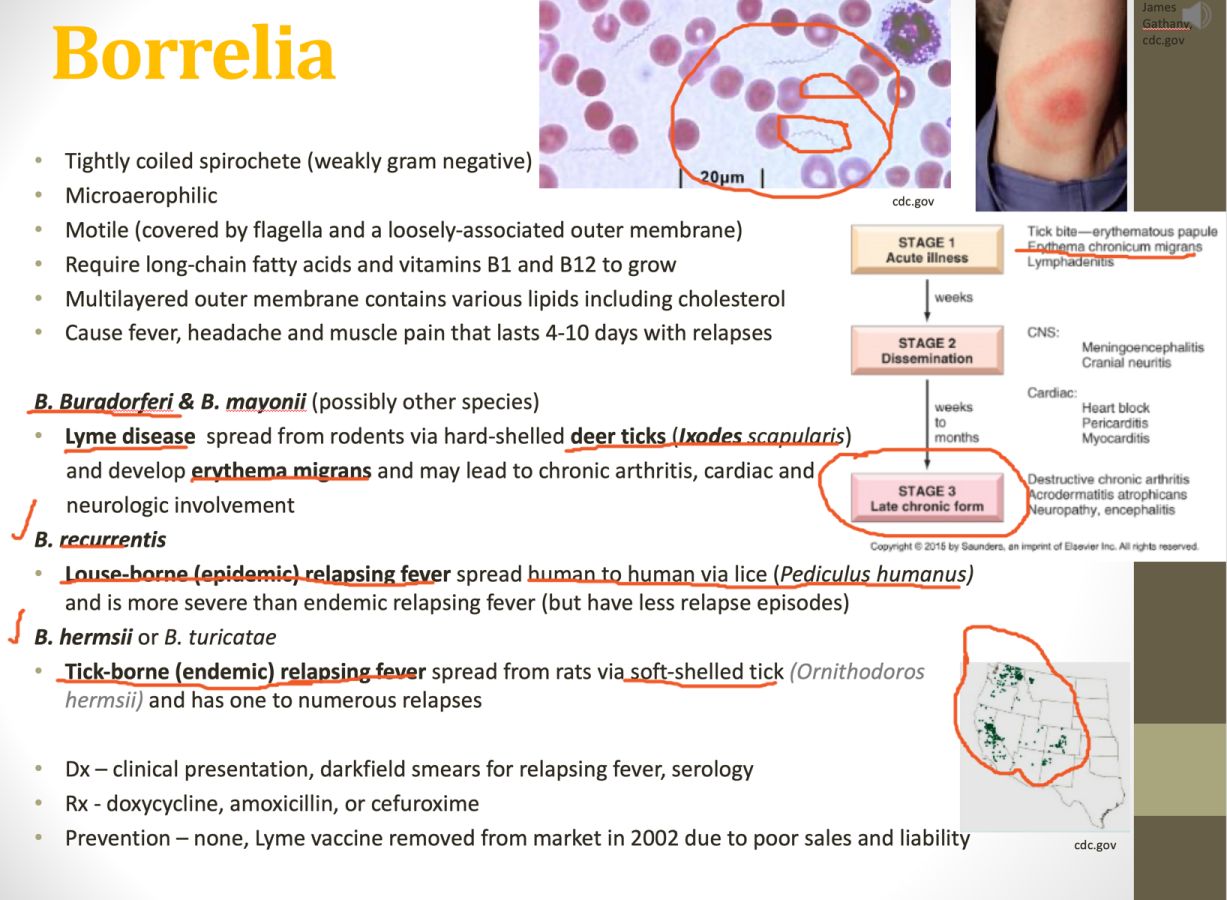 Borrelia
James
Gathany,
cdc.gov
20μm
cdc.gov
• Tightly coiled spirochete (weakly gram negative)
• Microaerophilic
• Motile (covered by flagella and a loosely-associated outer membrane)
• Require long-chain fatty acids and vitamins B1 and B12 to grow
• Multilayered outer membrane contains various lipids including cholesterol
• Cause fever, headache and muscle pain that lasts 4-10 days with relapses
STAGE 1
Acute illness
Tick bite—erythematous papule
Erythema chronicum migrans
Lymphadenitis
weeks
STAGE 2
Dissemination
CNS:
Meningoencephalitis
Cranial neuritis
Cardiac:
Heart block
Pericarditis
Myocarditis
weeks
to
months
STAGE 3
Late chronic form
Destructive chronic arthritis
Acrodermatitis atrophicans
Neuropathy, encephalitis
Copyright © 2015 by Saunders, an imprint of Elsevier Inc. All rights reserved.
B. Burgdorferi & B. mayonii (possibly other species)
• Lyme disease spread from rodents via hard-shelled deer ticks (Ixodes scapularis)
and develop erythema migrans and may lead to chronic arthritis, cardiac and
neurologic involvement
B. recurrentis
• Louse-borne (epidemic) relapsing fever spread human to human via lice (Pediculus humanus)
and is more severe than endemic relapsing fever (but have less relapse episodes)
B. hermsii or B. turicatae
• Tick-borne (endemic) relapsing fever spread from rats via soft-shelled tick (Ornithodoros
hermsii) and has one to numerous relapses
• Dx – clinical presentation, darkfield smears for relapsing fever, serology
• Rx - doxycycline, amoxicillin, or cefuroxime
• Prevention – none, Lyme vaccine removed from market in 2002 due to poor sales and liability
cdc.gov